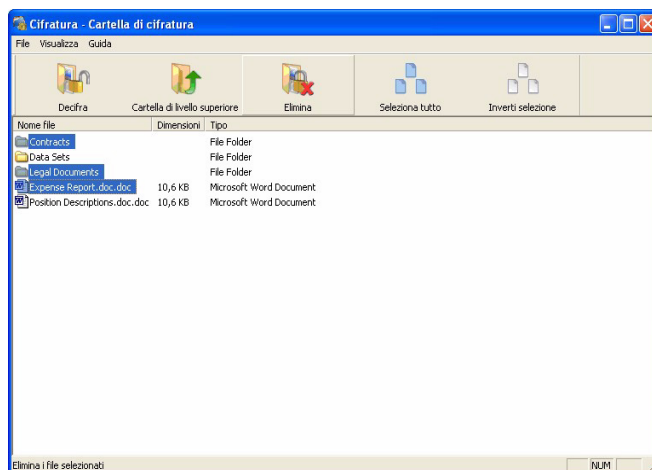 Cifratura - Cartella di cifratura
File Visualizza Guida
Decifra Cartella di livello superiore Elimina Seleziona tutto Inverti selezione
Nome file Dimensioni Tipo
Contracts File Folder
Data Sets File Folder
Legal Documents File Folder
Expense Report.doc.doc 10,6 KB Microsoft Word Document
Position Descriptions.doc.doc 10,6 KB Microsoft Word Document
Elimina i file selezionati NUM